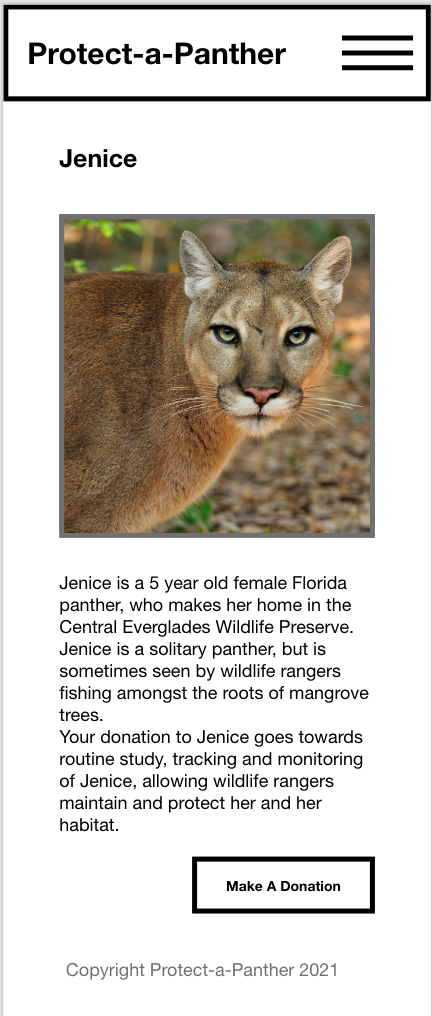 Protect-a-Panther
Jenice
Jenice is a 5 year old female Florida
panther, who makes her home in the
Central Everglades Wildlife Preserve.
Jenice is a solitary panther, but is
sometimes seen by wildlife rangers
fishing amongst the roots of mangrove
trees.
Your donation to Jenice goes towards
routine study, tracking and monitoring
of Jenice, allowing wildlife rangers
maintain and protect her and her
habitat.
Make A Donation
Copyright Protect-a-Panther 2021